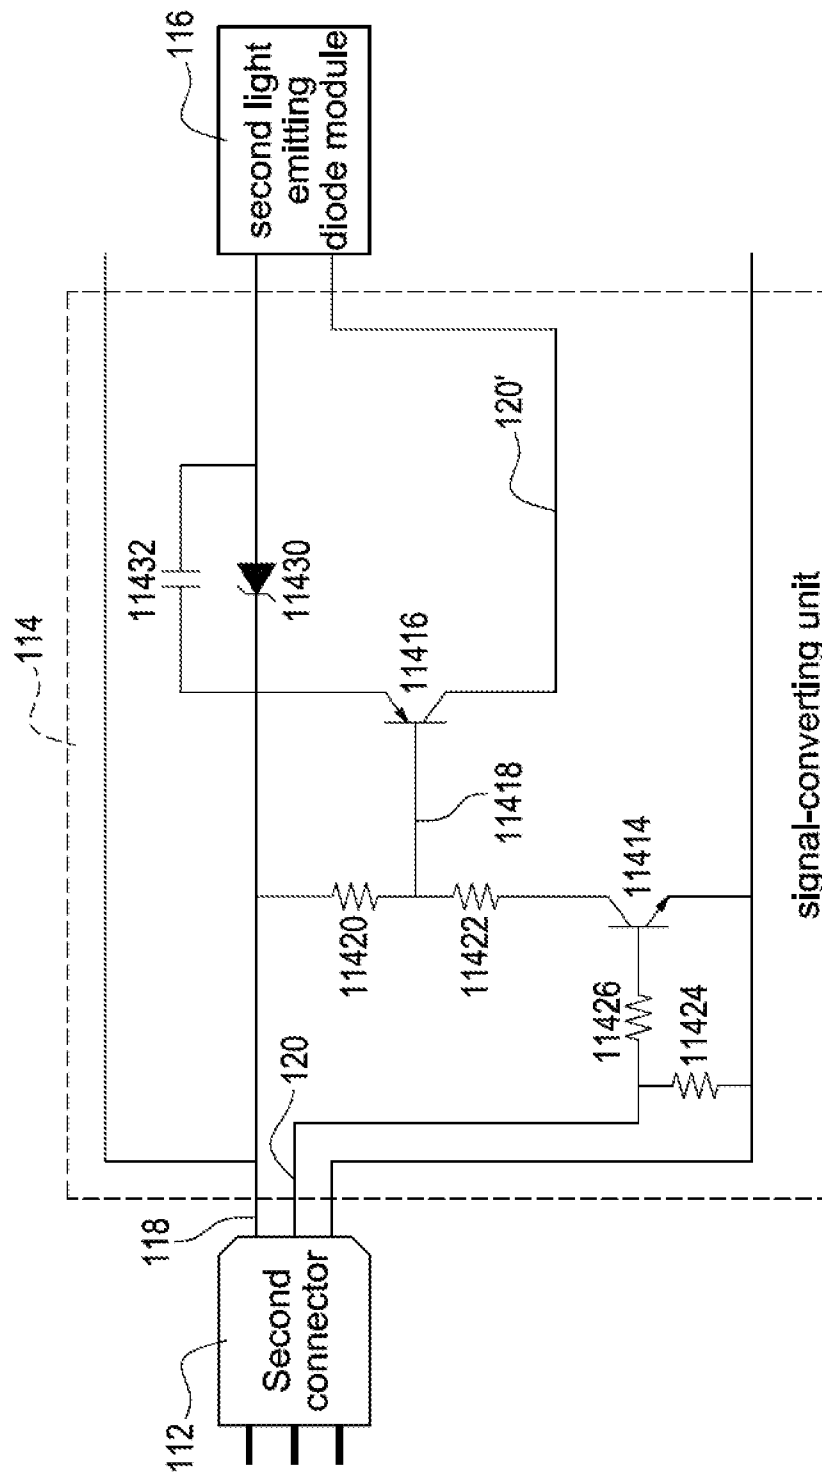 112
Second
connector
118
120
114
11426
11424
11420
11422
11414
11418
11416
11432
11430
120'
116
second light
emitting
diode module
signal-converting unit